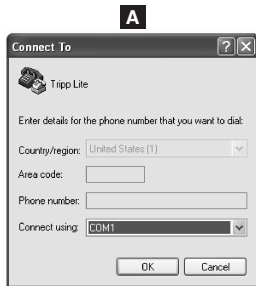 A
Connect To
Tripp Lite
Enter details for the phone number that you want to dial:
Country/region: United States (1)
Area code:
Phone number:
Connect using: COM1
OK Cancel